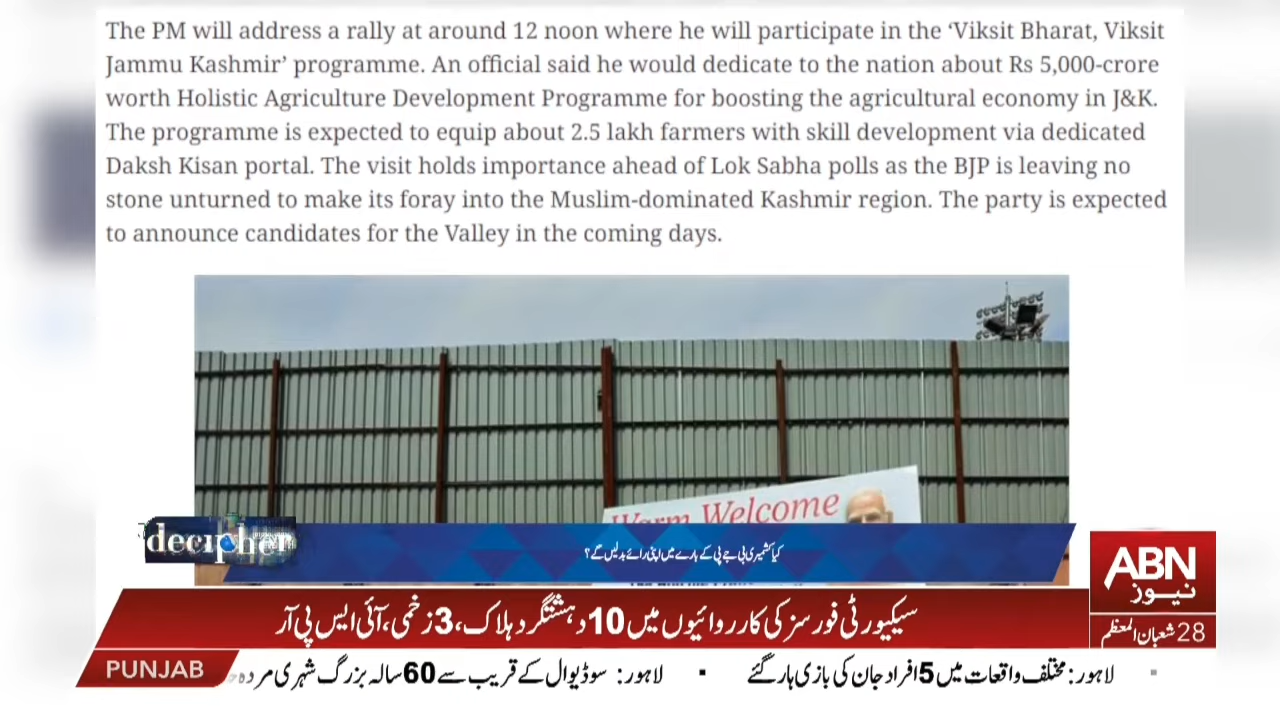 The PM will address a rally at around 12 noon where he will participate in the ‘Viksit Bharat, Viksit
Jammu Kashmir’ programme. An official said he would dedicate to the nation about Rs 5,000-crore
worth Holistic Agriculture Development Programme for boosting the agricultural economy in J&K.
The programme is expected to equip about 2.5 lakh farmers with skill development via dedicated
Daksh Kisan portal. The visit holds importance ahead of Lok Sabha polls as the BJP is leaving no
stone unturned to make its foray into the Muslim-dominated Kashmir region. The party is expected
to announce candidates for the Valley in the coming days.
Warm Welcome
decipher
کیا کشمیری بی جے پی کے بارے میں اپنی رائے بدلیں گے؟
ABN
نیوز
سیکیورٹی فورسز کی کارروائیوں میں 10 دہشتگرد ہلاک، 3 زخمی، آئی ایس پی آر
28 شعبان المعظم
PUNJAB
لاہور: مختلف واقعات میں 5 افراد جان کی بازی ہار گئے
لاہور: سوڈیوال کے قریب سے 60 سالہ بزرگ شہری مردہ